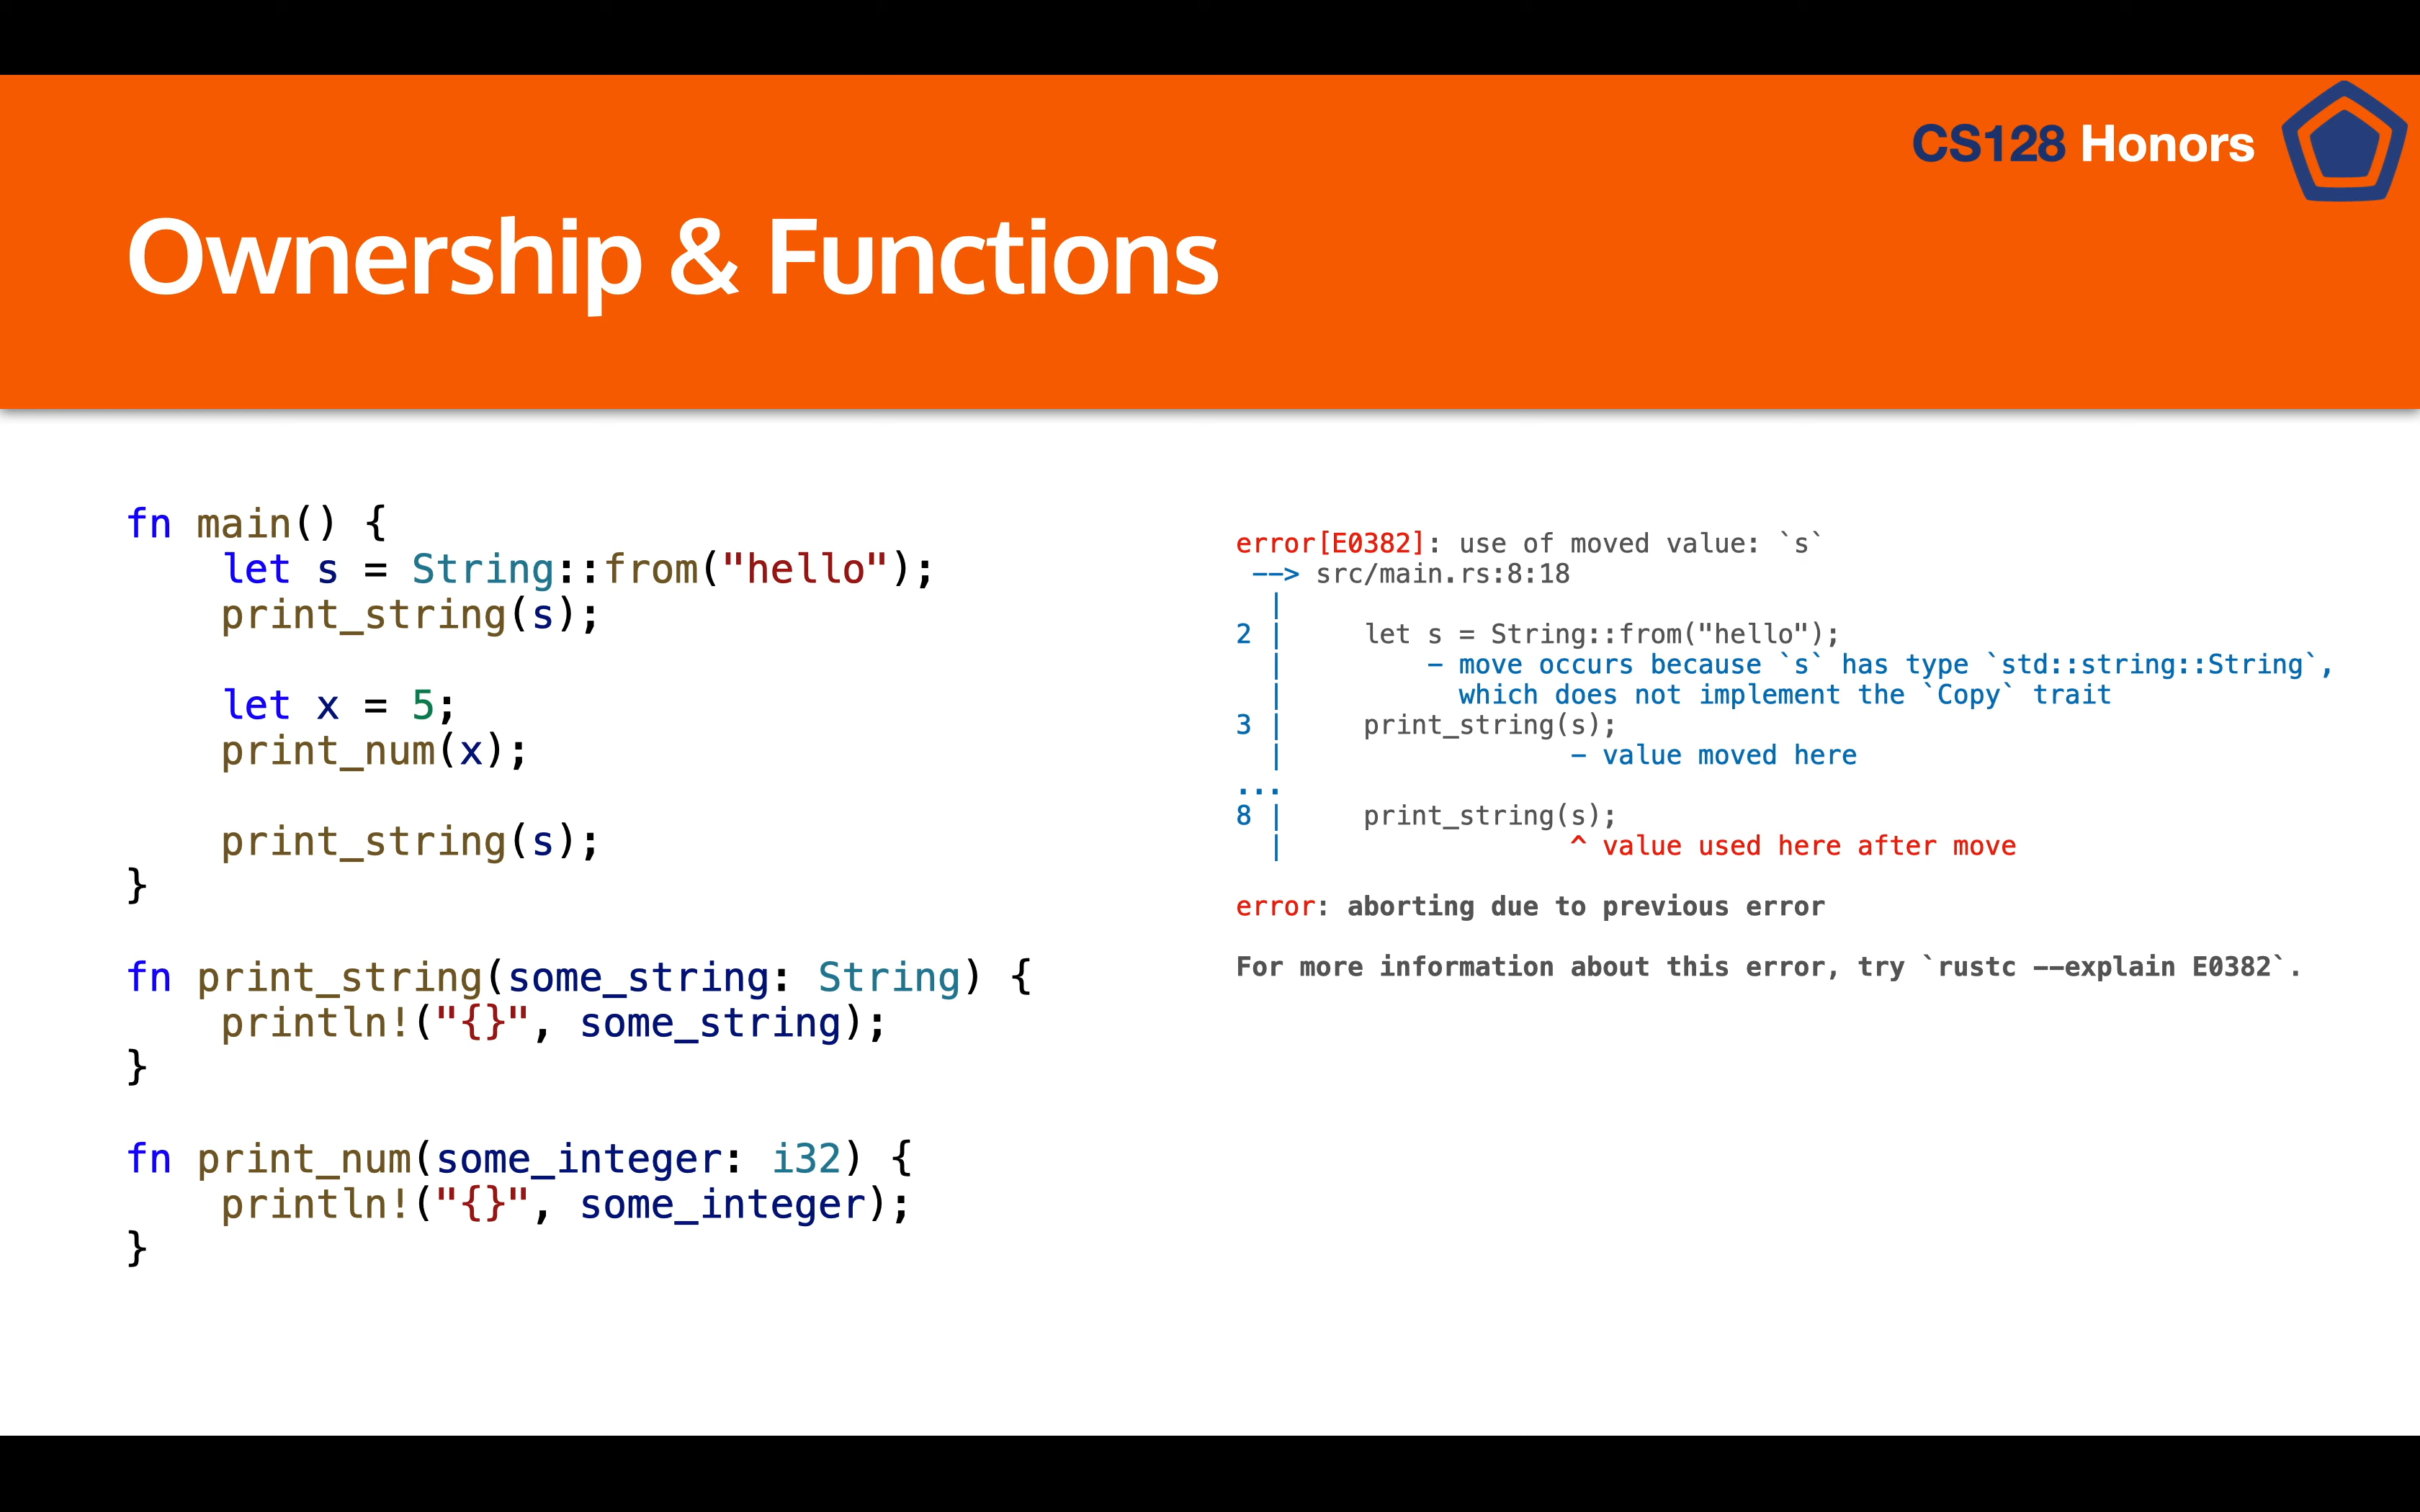 CS128 Honors
Ownership & Functions
fn main() {
    let s = String::from("hello");
    print_string(s);

    let x = 5;
    print_num(x);

    print_string(s);
}

fn print_string(some_string: String) {
    println!("{}", some_string);
}

fn print_num(some_integer: i32) {
    println!("{}", some_integer);
}
error[E0382]: use of moved value: `s`
 --> src/main.rs:8:18
  |
2 |     let s = String::from("hello");
  |         - move occurs because `s` has type `std::string::String`,
  |           which does not implement the `Copy` trait
3 |     print_string(s);
  |                  - value moved here
...
8 |     print_string(s);
  |                  ^ value used here after move

error: aborting due to previous error

For more information about this error, try `rustc --explain E0382`.